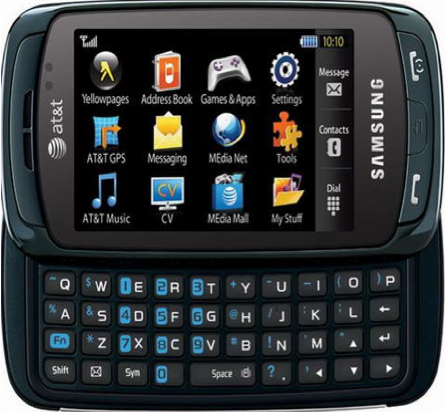 10:10
Yellowpages Address Book Games & Apps Settings Message
AT&T GPS Messaging MEdia Net Tools Contacts
CV
AT&T Music CV MEdia Mall My Stuff Dial
at&t
SAMSUNG
~ Q $ W 1 E 2 R 3 T + Y " U - I ( O ) P
% A & S 4 D 5 F 6 G @ H / J : K ; L
Fn * Z 7 X 8 C 9 V # B ! N ' M
Shift Sym 0 Space ? .